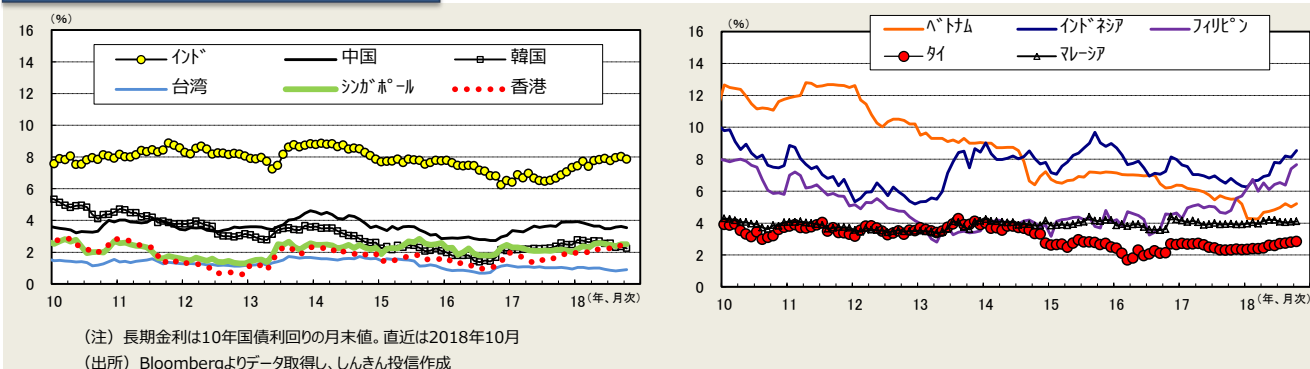 (%)
16
14
12
10
8
6
4
2
0
インド 中国 韓国
台湾 シンガポール 香港
10 11 12 13 14 15 16 17 18 (年、月次)
(%)
16
14
12
10
8
6
4
2
0
ベトナム インドネシア フィリピン
タイ マレーシア
10 11 12 13 14 15 16 17 18 (年、月次)
(注) 長期金利は10年国債利回りの月末値。直近は2018年10月
(出所) Bloombergよりデータ取得し、しんきん投信作成